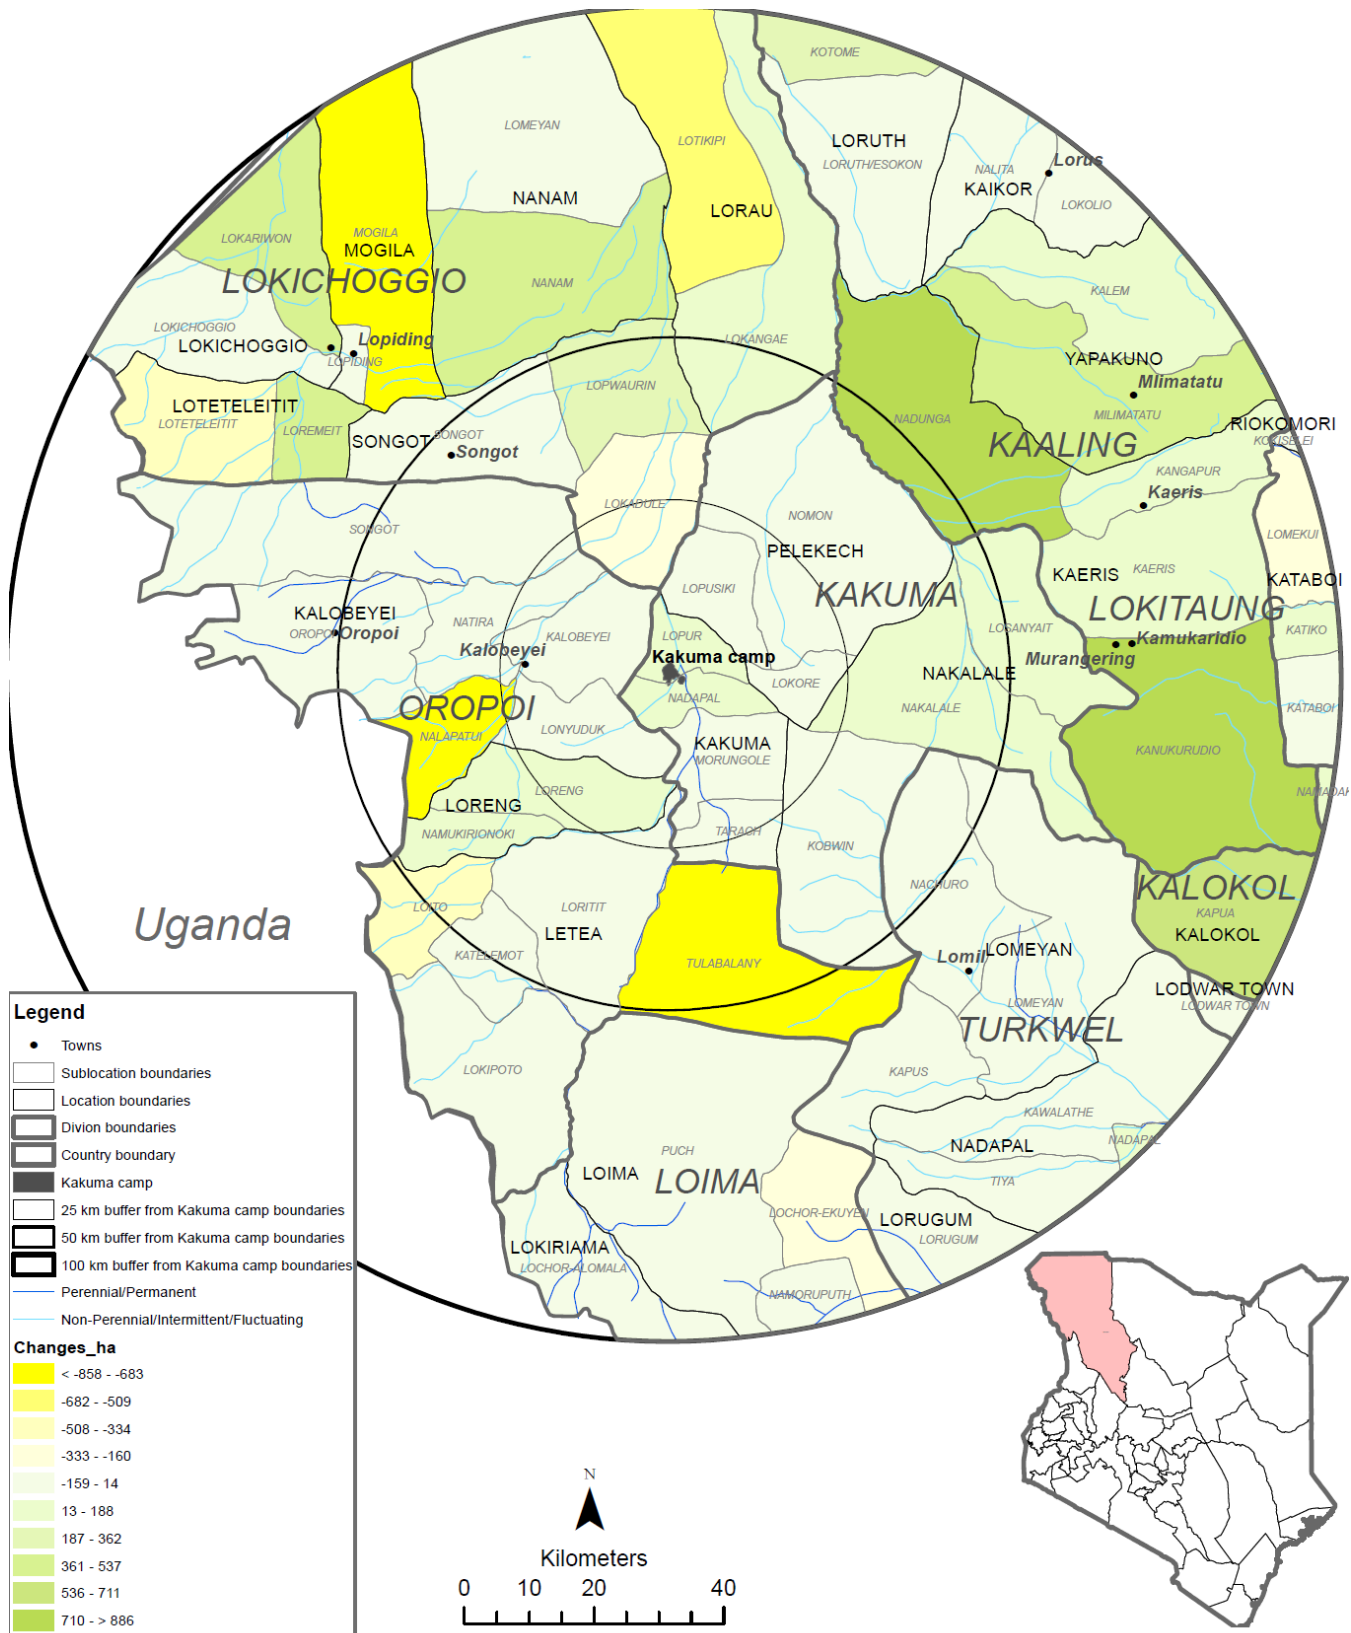 KOTOME
LOMEYAN
LOTIKIPI
LORUTH
LORUTH/ESOKON
Lorus
NALITA
KAIKOR
LOKOLIO
NANAM
LORAU
LOKARIWON
MOGILA
MOGILA
LOKICHOGGIO
NANAM
KALEM
LOKICHOGGIO
LOKICHOGGIO
Lopiding
LOPIDING
LOKANGAE
YAPAKUNO
Mlimatatu
LOPWAURIN
LOTETELEITIT
LOTETELEITIT
LOREMEIT
NADUNGA
MILIMATATU
RIOKOMORI
KOKISELEI
SONGOT
SONGOT
Songot
KAALING
KANGAPUR
Kaeris
LOKADULE
NOMON
SONGOT
LOMEKUI
PELEKECH
KAERIS
KAERIS
KATABOI
LOPUSIKI
KAKUMA
LOKITAUNG
KALOBEYEI
OROPOI
Oropoi
NATIRA
KALOBEYEI
Kalobeyei
LOPUR
LOSANYAIT
Kamukaridio
KATIKO
Kakuma camp
Murangering
LOKORE
NAKALALE
NADAPAL
NAKALALE
KATABOI
OROPOI
NALAPATUI
LONYUDUK
KAKUMA
MORUNGOLE
KANUKURUDIO
LORENG
LORENG
NAMADAK
NAMUKIRIONOKI
TARACH
KOBWIN
NACHURO
KALOKOL
KAPUA
KALOKOL
LOITO
LORITIT
LETEA
Uganda
KATELEMOT
TULABALANY
Lomil
LOMEYAN
LODWAR TOWN
LODWAR TOWN
LOMEYAN
TURKWEL
LOKIPOTO
KAPUS
KAWALATHE
NADAPAL
NADAPAL
PUCH
LOIMA
LOIMA
TIYA
LOCHOR-EKUYEN
LORUGUM
LORUGUM
LOKIRIAMA
LOCHOR-ALOMALA
NAMORUPUTH
Legend
Towns
Sublocation boundaries
Location boundaries
Divion boundaries
Country boundary
Kakuma camp
25 km buffer from Kakuma camp boundaries
50 km buffer from Kakuma camp boundaries
100 km buffer from Kakuma camp boundaries
Perennial/Permanent
Non-Perennial/Intermittent/Fluctuating
Changes_ha
< -858 - -683
-682 - -509
-508 - -334
-333 - -160
-159 - 14
13 - 188
187 - 362
361 - 537
536 - 711
710 - > 886
N
Kilometers
0 10 20 40